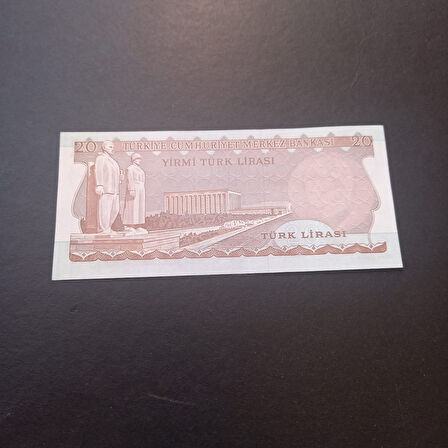 20 TÜRKİYE CUMHURİYET MERKEZ BANKASI 20
YİRMİ TÜRK LİRASI
TÜRK LİRASI